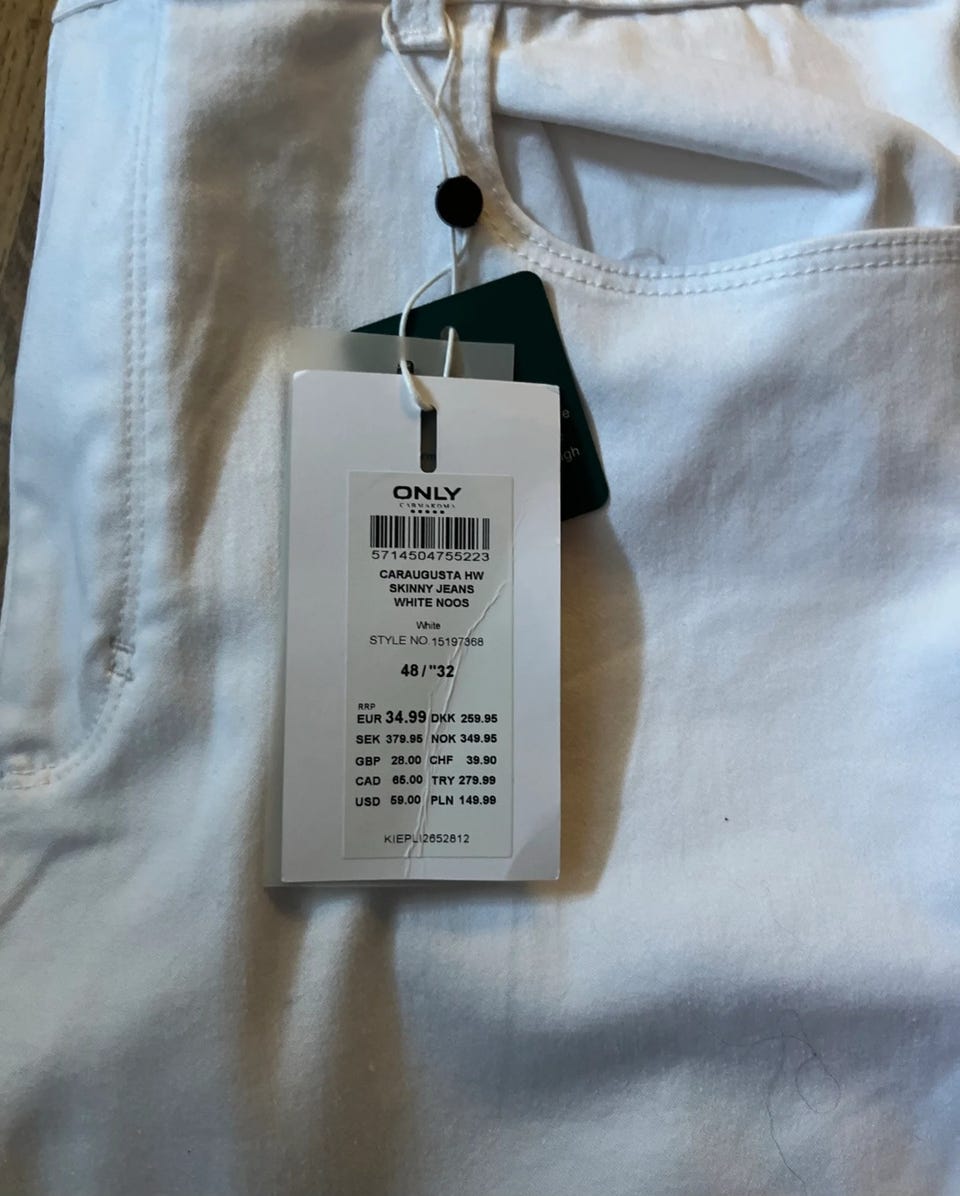 ONLY
CARMAKOMA
5714504755223
CARAUGUSTA HW
SKINNY JEANS
WHITE NOOS
White
STYLE NO.15197368
48/"32
RRP
EUR 34.99 DKK 259.95
SEK 379.95 NOK 349.95
GBP 28.00 CHF 39.90
CAD 65.00 TRY 279.99
USD 59.00 PLN 149.99
KIEPLI2652812